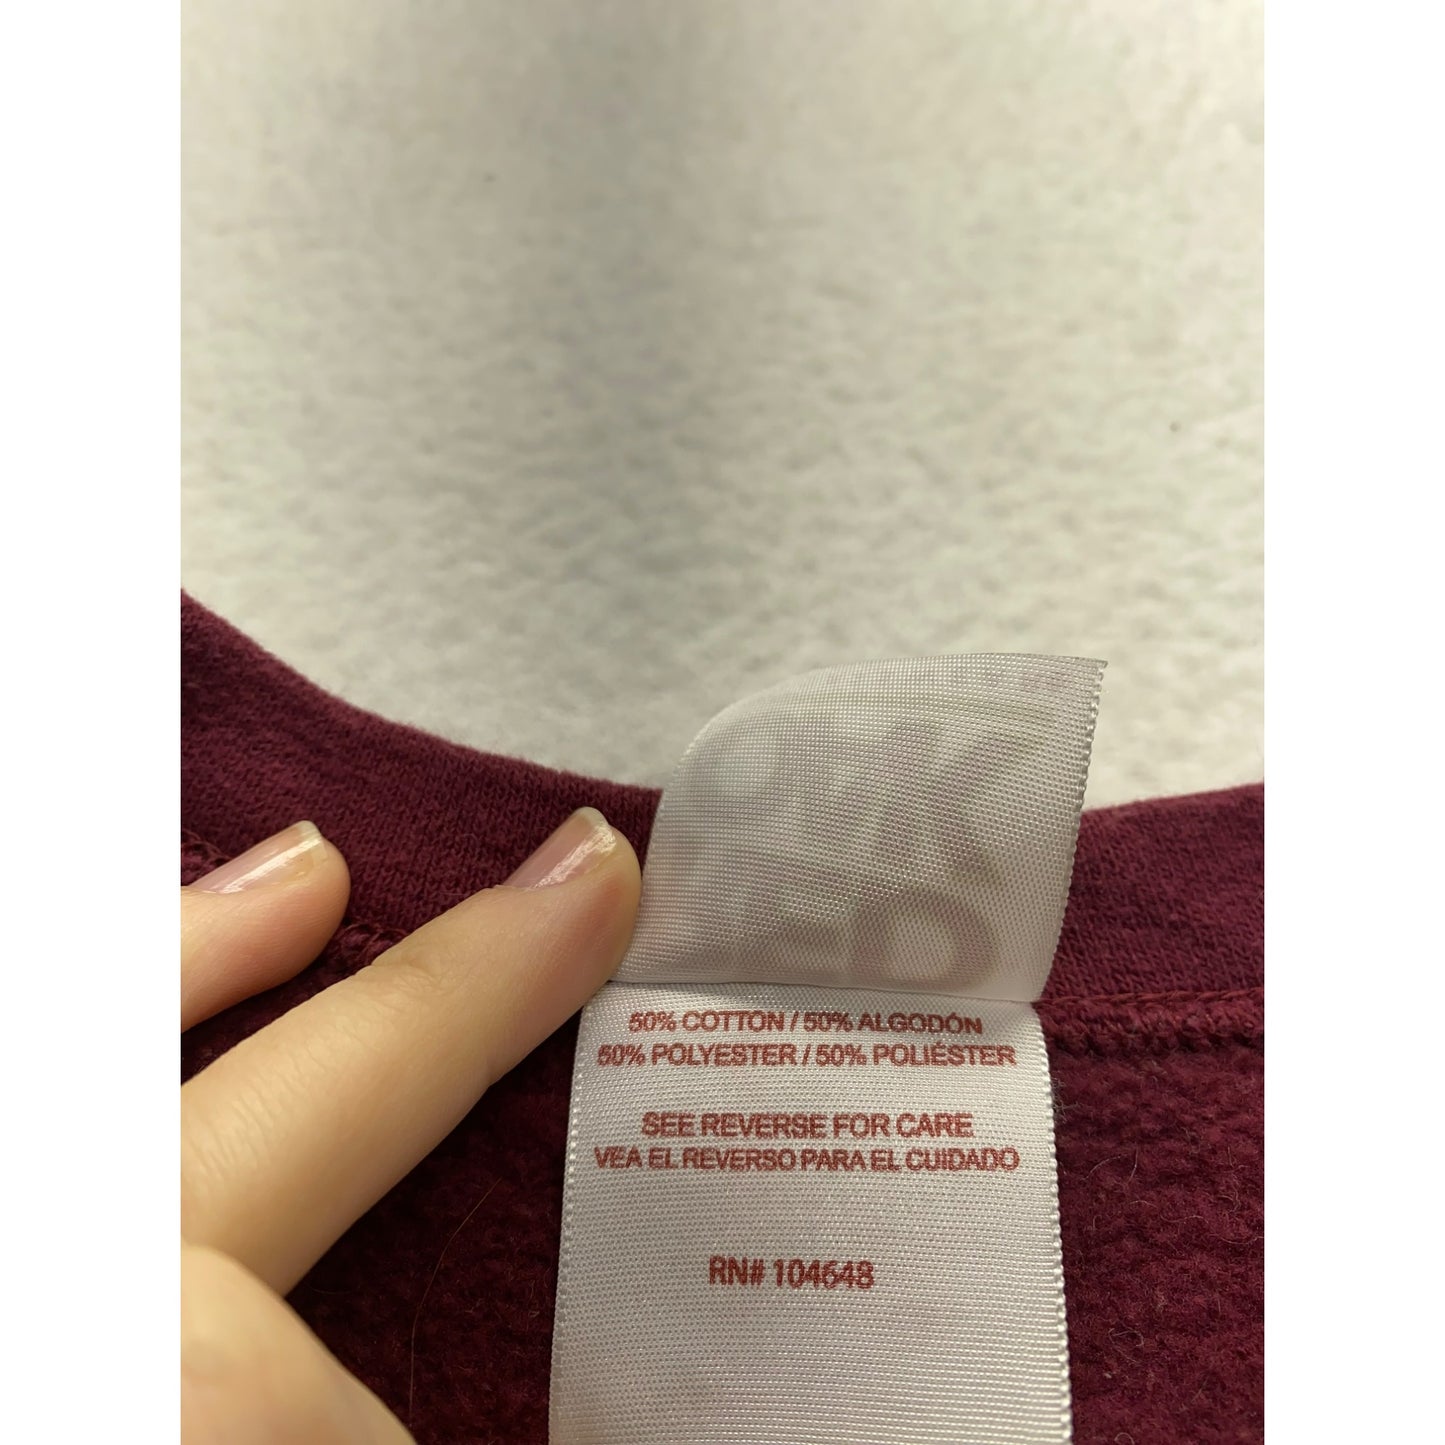 50% COTTON / 50% ALGODÓN
50% POLYESTER / 50% POLIÉSTER
SEE REVERSE FOR CARE
VEA EL REVERSO PARA EL CUIDADO
RN# 104648